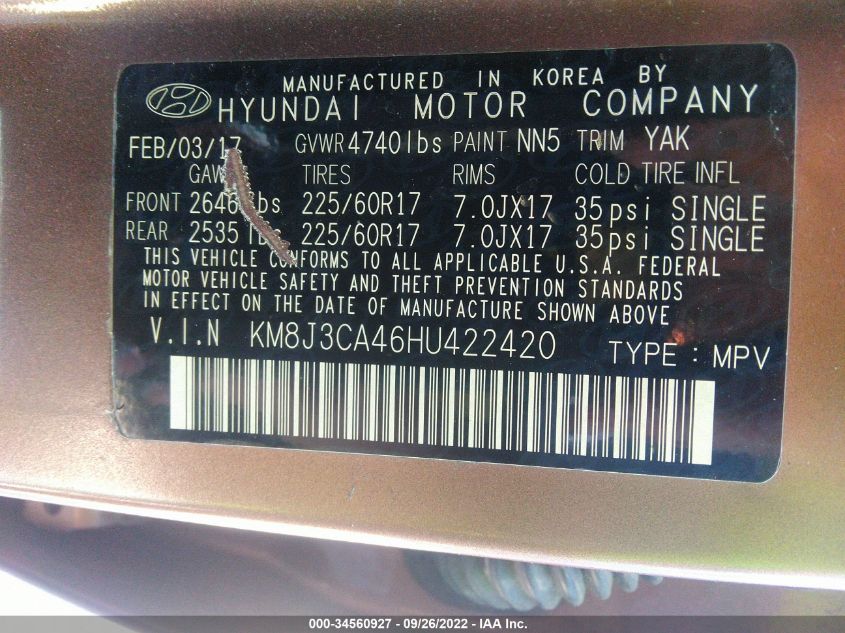 MANUFACTURED IN KOREA BY
HYUNDAI MOTOR COMPANY
FEB/03/17 GVWR 4740lbs PAINT NN5 TRIM YAK
TIRES RIMS COLD TIRE INFL
FRONT 225/60R17 7.0JX17 35psi SINGLE
REAR 2535 225/60R17 7.0JX17 35psi SINGLE
THIS VEHICLE CONFORMS TO ALL APPLICABLE U.S.A. FEDERAL
MOTOR VEHICLE SAFETY AND THEFT PREVENTION STANDARDS
IN EFFECT ON THE DATE OF MANUFACTURE SHOWN ABOVE
V.I.N KM8J3CA46HU422420 TYPE : MPV
000-34560927 - 09/26/2022 - IAA Inc.